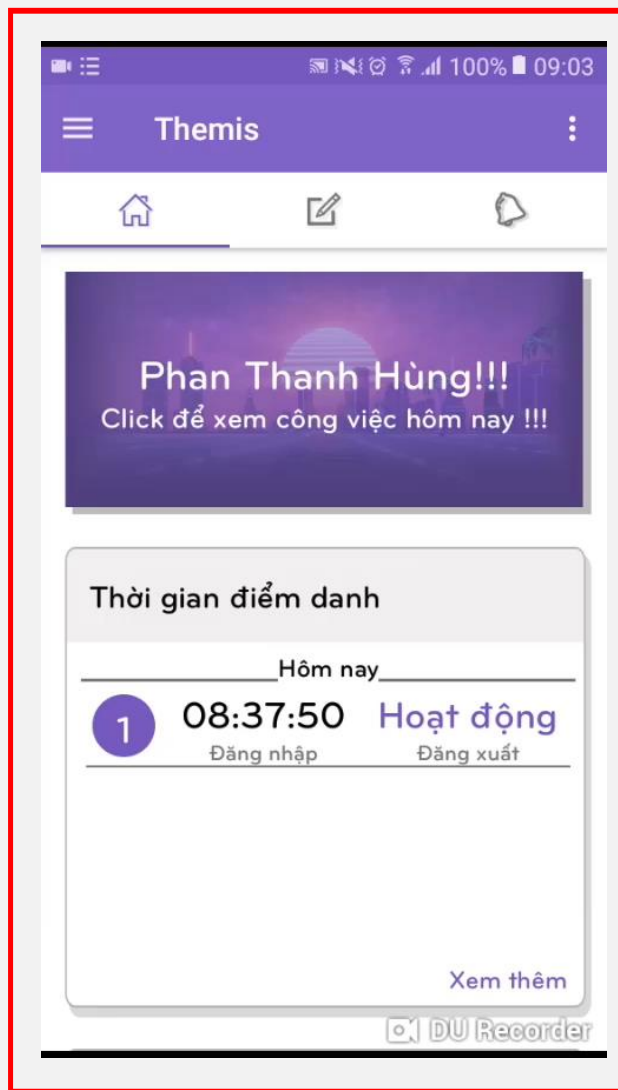 100% 09:03
Themis
Phan Thanh Hùng!!!
Click để xem công việc hôm nay !!!
Thời gian điểm danh
Hôm nay
1 08:37:50 Hoạt động
Đăng nhập Đăng xuất
Xem thêm
DU Recorder